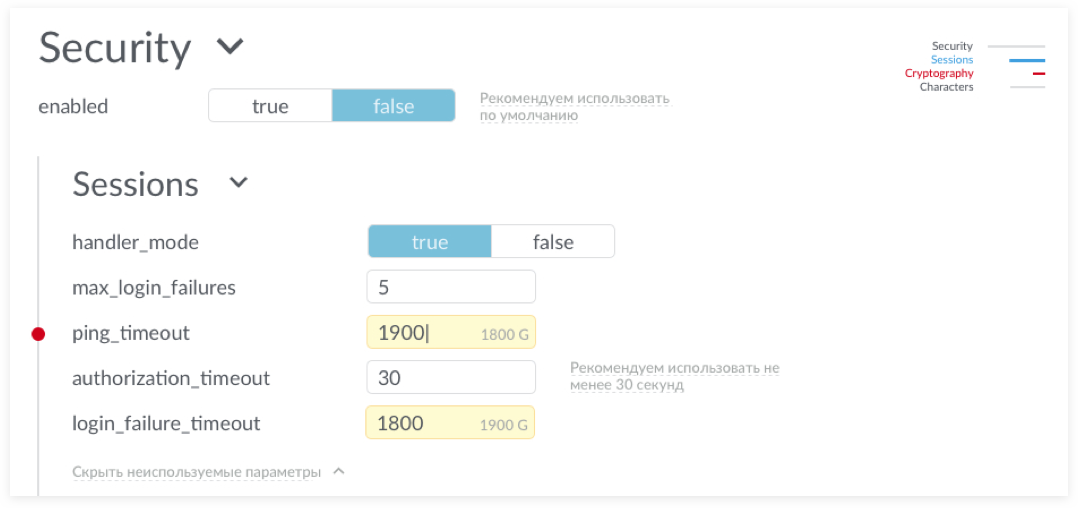 Security
Security
Sessions
Cryptography
Characters
enabled
true
false
Рекомендуем использовать
по умолчанию
Sessions
handler_mode
true
false
max_login_failures
5
ping_timeout
1900
1800 G
authorization_timeout
30
Рекомендуем использовать не
менее 30 секунд
login_failure_timeout
1800
1900 G
Скрыть неиспользуемые параметры